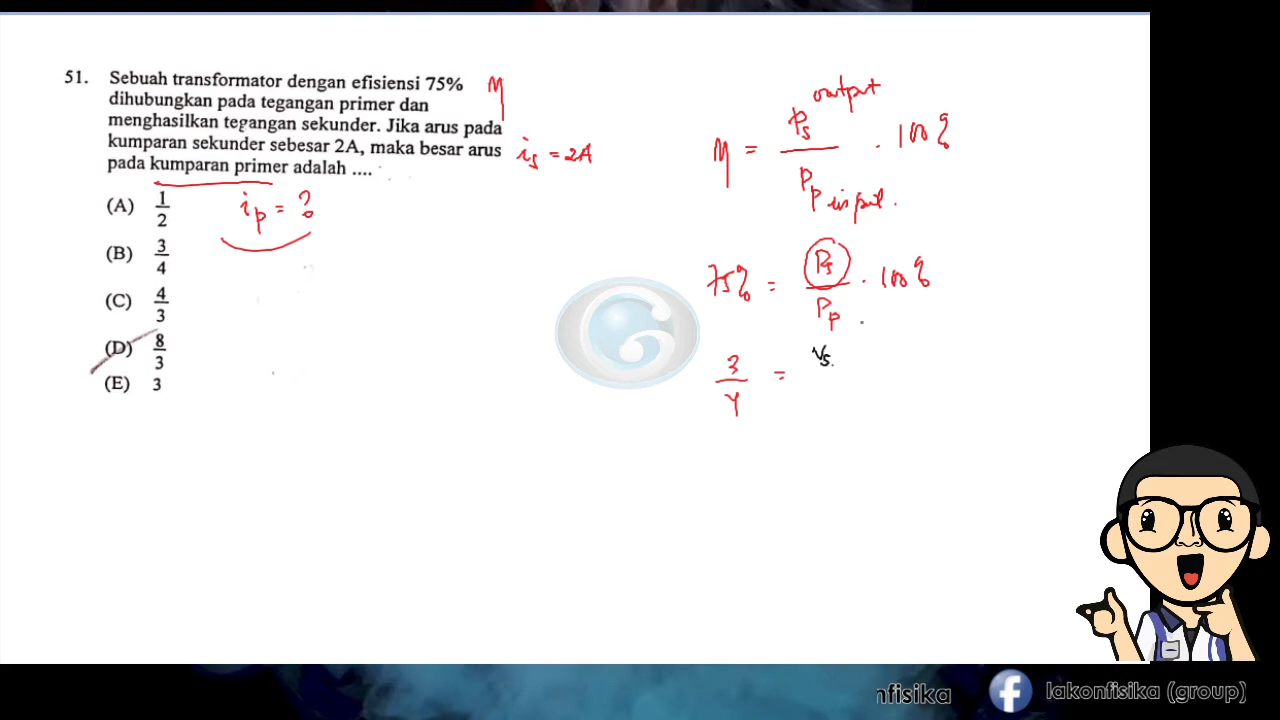 51. Sebuah transformator dengan efisiensi 75% η
dihubungkan pada tegangan primer dan
menghasilkan tegangan sekunder. Jika arus pada
kumparan sekunder sebesar 2A, maka besar arus i_s = 2A
pada kumparan primer adalah ....
(A) 1/2 i_p = ?
(B) 3/4
(C) 4/3
(D) 8/3
(E) 3
η = P_s output / P_p input . 100%
75% = P_s / P_p . 100%
3/4 = V_s.
nfisika
lakonfisika (group)